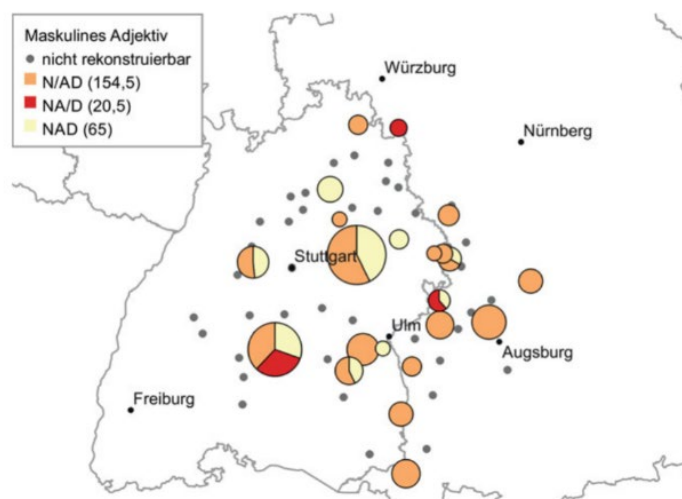 Maskulines Adjektiv
nicht rekonstruierbar
N/AD (154,5)
NA/D (20,5)
NAD (65)
Würzburg
Nürnberg
Stuttgart
Ulm
Augsburg
Freiburg